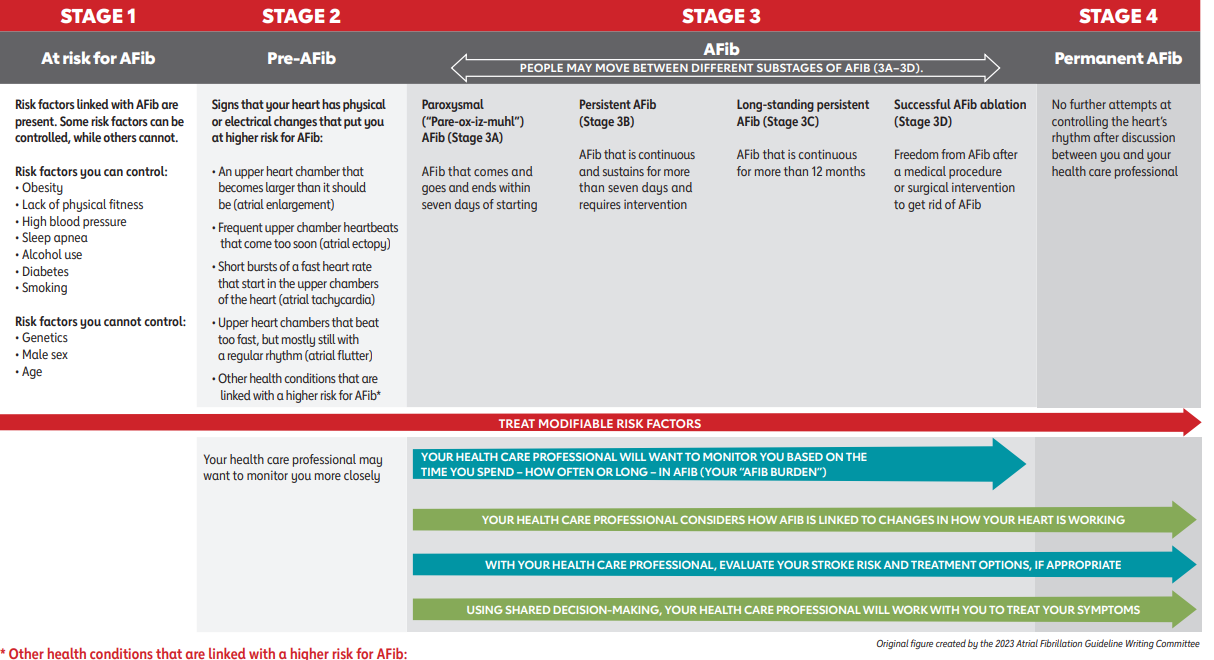 STAGE 1
STAGE 2
STAGE 3
STAGE 4
At risk for AFib
Pre-AFib
AFib
PEOPLE MAY MOVE BETWEEN DIFFERENT SUBSTAGES OF AFIB (3A–3D).
Permanent AFib
Risk factors linked with AFib are
present. Some risk factors can be
controlled, while others cannot.
Risk factors you can control:
• Obesity
• Lack of physical fitness
• High blood pressure
• Sleep apnea
• Alcohol use
• Diabetes
• Smoking
Risk factors you cannot control:
• Genetics
• Male sex
• Age
Signs that your heart has physical
or electrical changes that put you
at higher risk for AFib:
• An upper heart chamber that
becomes larger than it should
be (atrial enlargement)
• Frequent upper chamber heartbeats
that come too soon (atrial ectopy)
• Short bursts of a fast heart rate
that start in the upper chambers
of the heart (atrial tachycardia)
• Upper heart chambers that beat
too fast, but mostly still with
a regular rhythm (atrial flutter)
• Other health conditions that are
linked with a higher risk for AFib*
Paroxysmal
("Pare-ox-iz-muhl")
AFib (Stage 3A)
AFib that comes and
goes and ends within
seven days of starting
Persistent AFib
(Stage 3B)
AFib that is continuous
and sustains for more
than seven days and
requires intervention
Long-standing persistent
AFib (Stage 3C)
AFib that is continuous
for more than 12 months
Successful AFib ablation
(Stage 3D)
Freedom from AFib after
a medical procedure
or surgical intervention
to get rid of AFib
No further attempts at
controlling the heart's
rhythm after discussion
between you and your
health care professional
TREAT MODIFIABLE RISK FACTORS
Your health care professional may
want to monitor you more closely
YOUR HEALTH CARE PROFESSIONAL WILL WANT TO MONITOR YOU BASED ON THE
TIME YOU SPEND – HOW OFTEN OR LONG – IN AFIB (YOUR "AFIB BURDEN")
YOUR HEALTH CARE PROFESSIONAL CONSIDERS HOW AFIB IS LINKED TO CHANGES IN HOW YOUR HEART IS WORKING
WITH YOUR HEALTH CARE PROFESSIONAL, EVALUATE YOUR STROKE RISK AND TREATMENT OPTIONS, IF APPROPRIATE
USING SHARED DECISION-MAKING, YOUR HEALTH CARE PROFESSIONAL WILL WORK WITH YOU TO TREAT YOUR SYMPTOMS
Original figure created by the 2023 Atrial Fibrillation Guideline Writing Committee
* Other health conditions that are linked with a higher risk for AFib: